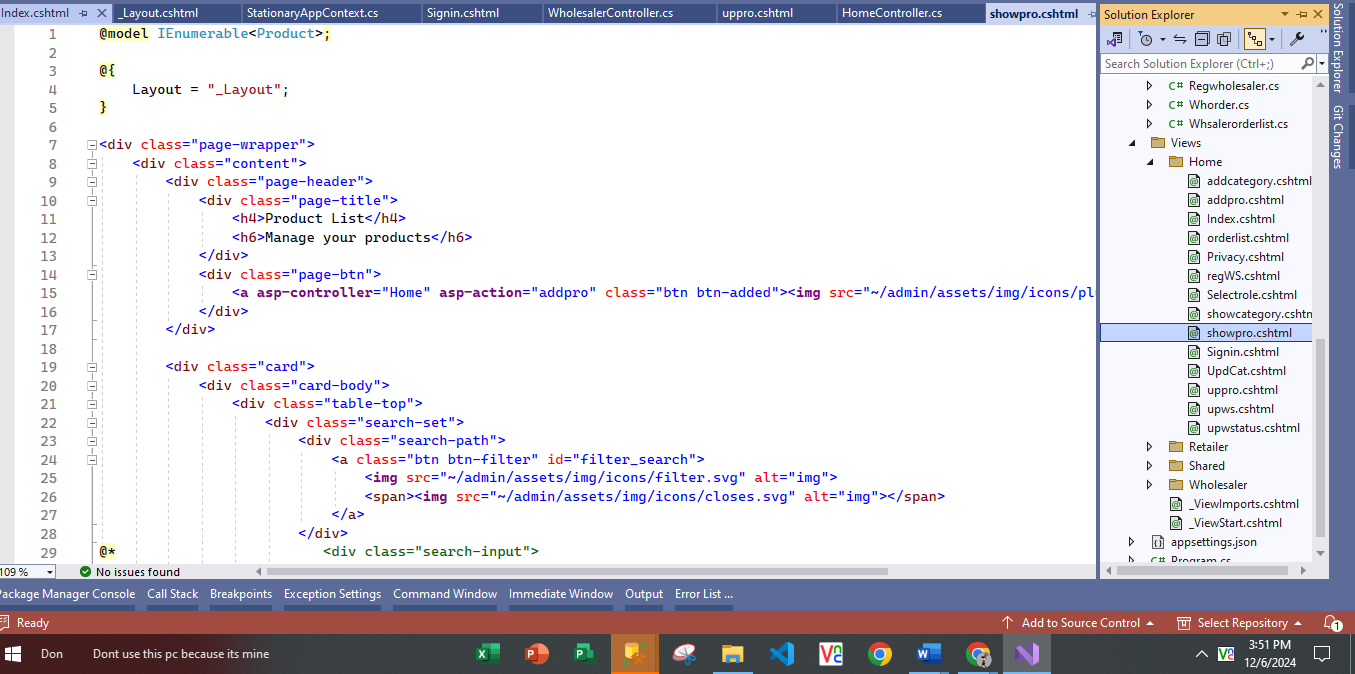 Index.cshtml
_Layout.cshtml
StationaryAppContext.cs
Signin.cshtml
WholesalerController.cs
uppro.cshtml
HomeController.cs
showpro.cshtml
1 @model IEnumerable<Product>;
2
3 @{
4 Layout = "_Layout";
5 }
6
7 <div class="page-wrapper">
8 <div class="content">
9 <div class="page-header">
10 <div class="page-title">
11 <h4>Product List</h4>
12 <h6>Manage your products</h6>
13 </div>
14 <div class="page-btn">
15 <a asp-controller="Home" asp-action="addpro" class="btn btn-added"><img src="~/admin/assets/img/icons/plu
16 </div>
17 </div>
18
19 <div class="card">
20 <div class="card-body">
21 <div class="table-top">
22 <div class="search-set">
23 <div class="search-path">
24 <a class="btn btn-filter" id="filter_search">
25 <img src="~/admin/assets/img/icons/filter.svg" alt="img">
26 <span><img src="~/admin/assets/img/icons/closes.svg" alt="img"></span>
27 </a>
28 </div>
29 @* <div class="search-input">
109 %
No issues found
Solution Explorer
Search Solution Explorer (Ctrl+;)
C# Regwholesaler.cs
C# Whorder.cs
C# Whsalerorderlist.cs
Views
Home
addcategory.cshtml
addpro.cshtml
Index.cshtml
orderlist.cshtml
Privacy.cshtml
regWS.cshtml
Selectrole.cshtml
showcategory.cshtm
showpro.cshtml
Signin.cshtml
UpdCat.cshtml
uppro.cshtml
upws.cshtml
upwstatus.cshtml
Retailer
Shared
Wholesaler
_ViewImports.cshtml
_ViewStart.cshtml
appsettings.json
C# Program.cs
Solution Explorer
Git Changes
Package Manager Console
Call Stack
Breakpoints
Exception Settings
Command Window
Immediate Window
Output
Error List ...
Ready
Add to Source Control
Select Repository
1
Don
Dont use this pc because its mine
3:51 PM
12/6/2024